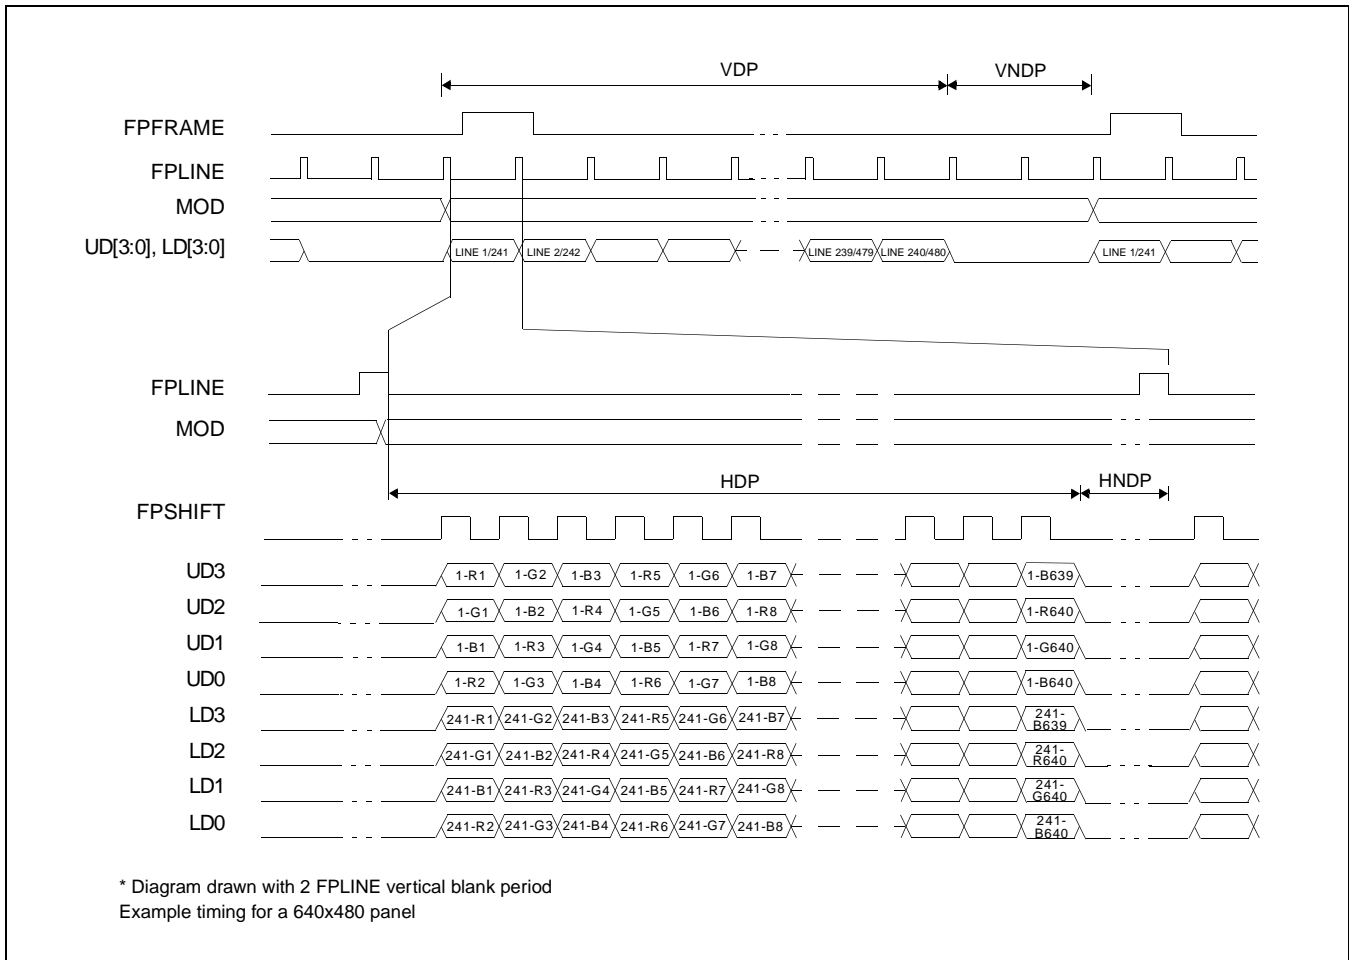 VDP VNDP
FPFRAME
FPLINE
MOD
UD[3:0], LD[3:0] LINE 1/241 LINE 2/242 LINE 239/479 LINE 240/480 LINE 1/241
FPLINE
MOD
HDP HNDP
FPSHIFT
UD3 1-R1 1-G2 1-B3 1-R5 1-G6 1-B7 1-B639
UD2 1-G1 1-B2 1-R4 1-G5 1-B6 1-R8 1-R640
UD1 1-B1 1-R3 1-G4 1-B5 1-R7 1-G8 1-G640
UD0 1-R2 1-G3 1-B4 1-R6 1-G7 1-B8 1-B640
LD3 241-R1 241-G2 241-B3 241-R5 241-G6 241-B7 241-B639
LD2 241-G1 241-B2 241-R4 241-G5 241-B6 241-R8 241-R640
LD1 241-B1 241-R3 241-G4 241-B5 241-R7 241-G8 241-G640
LD0 241-R2 241-G3 241-B4 241-R6 241-G7 241-B8 241-B640
* Diagram drawn with 2 FPLINE vertical blank period
Example timing for a 640x480 panel